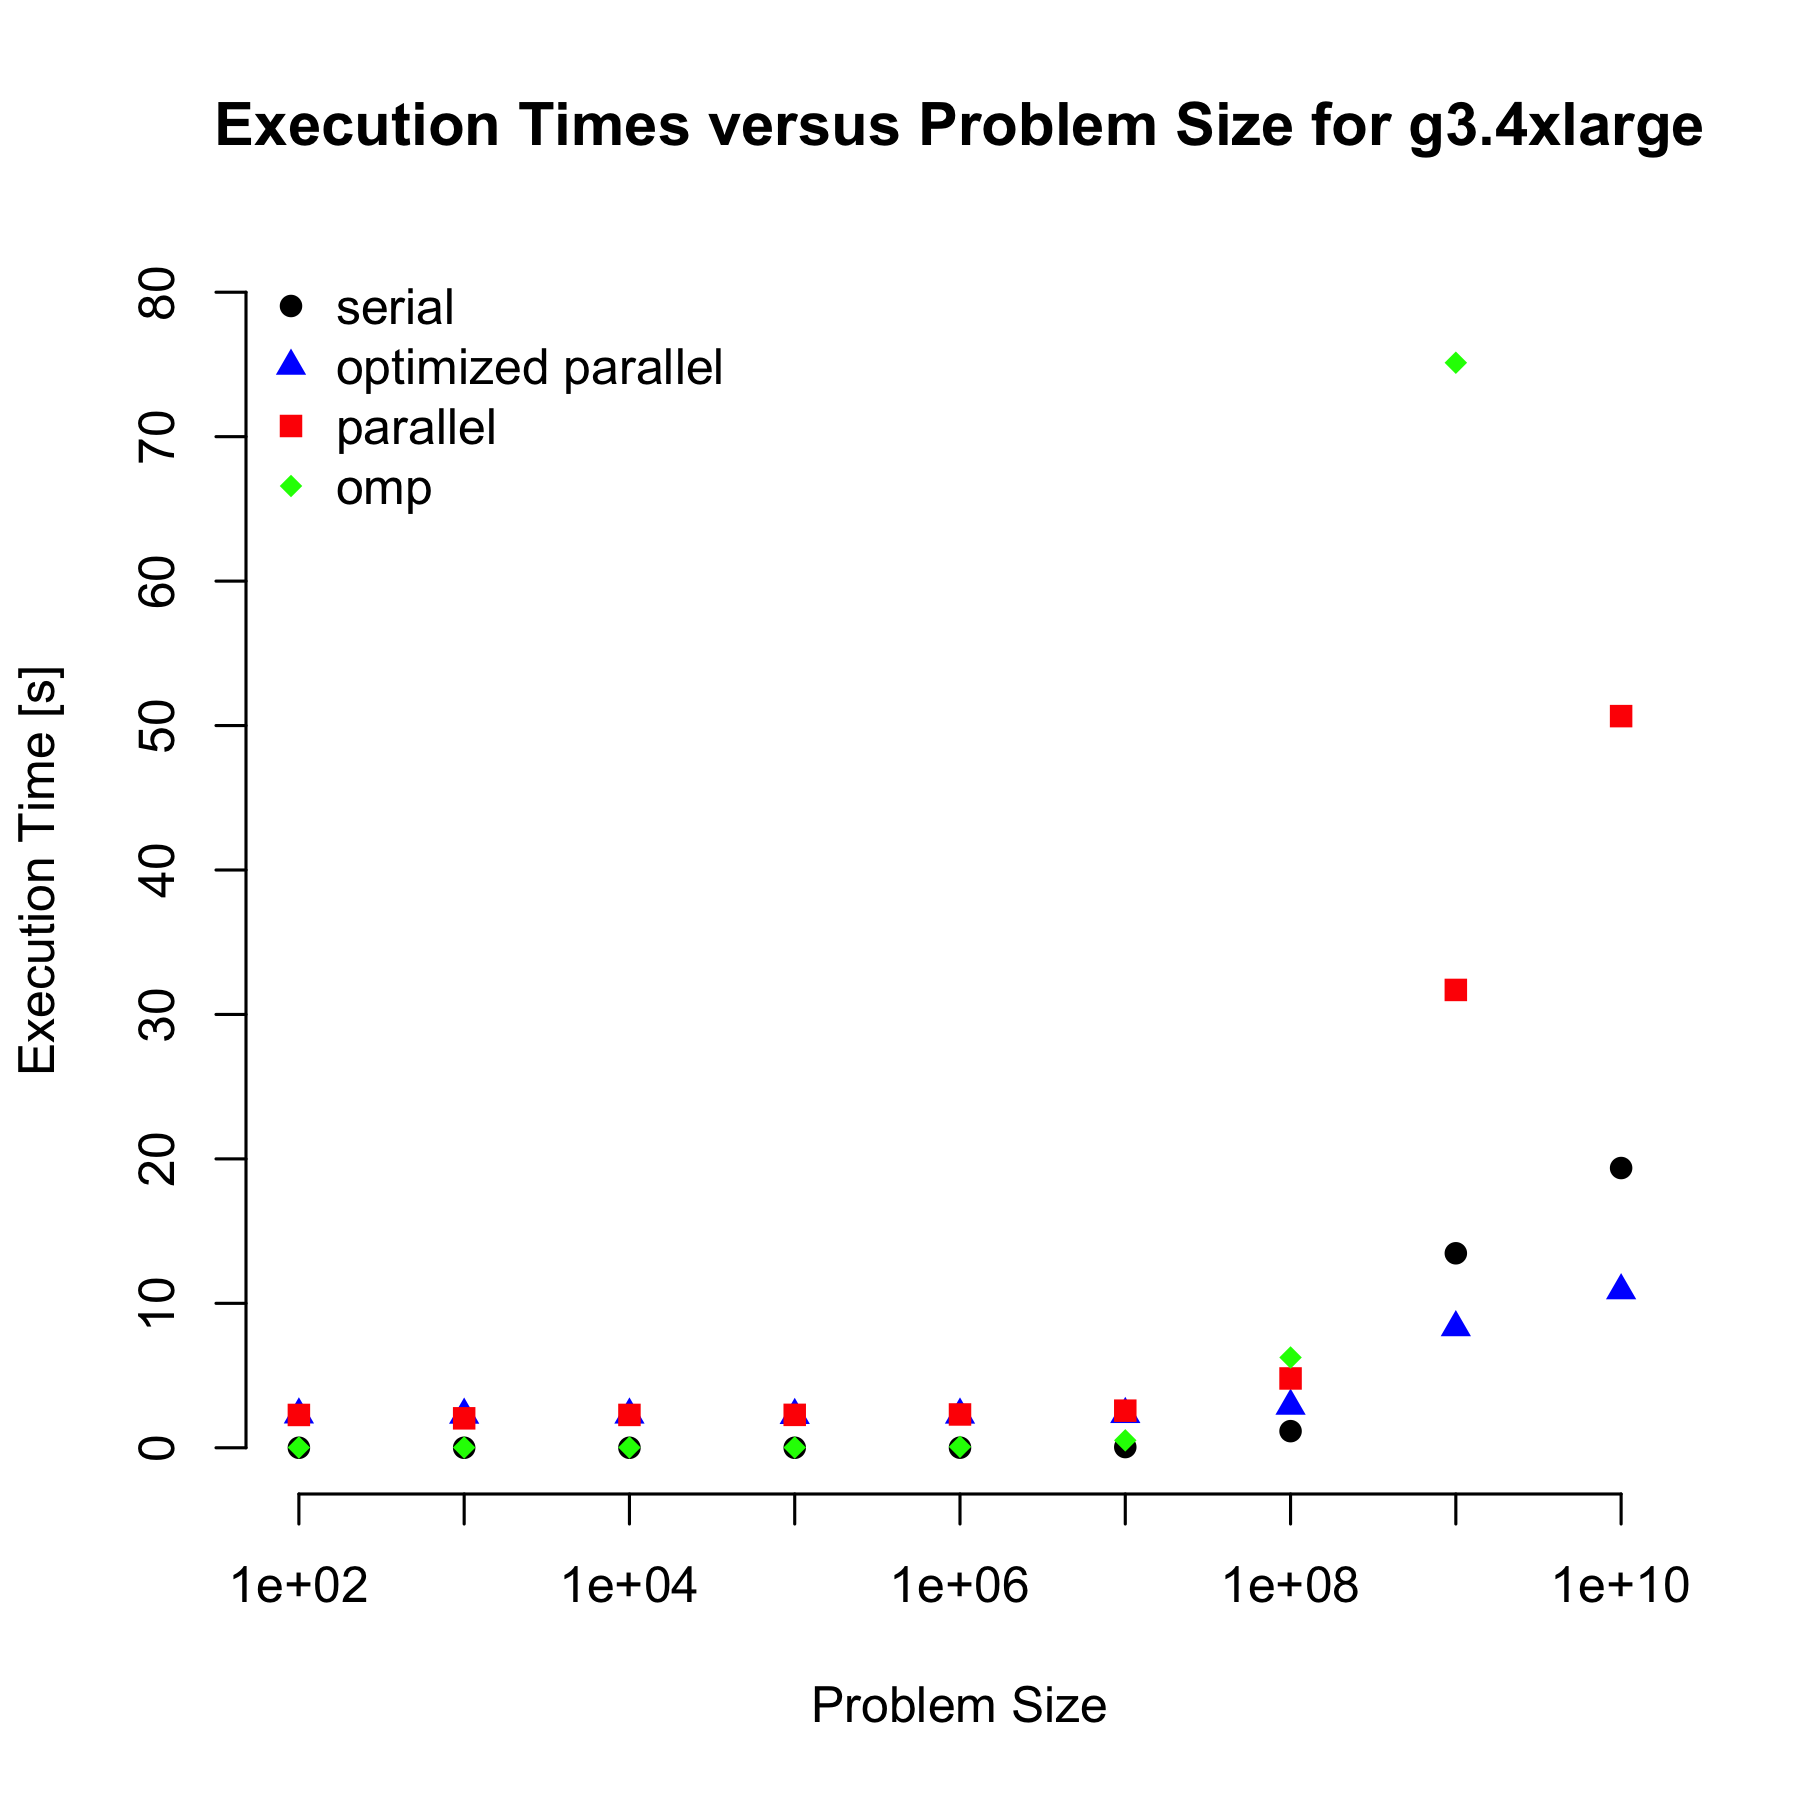 Execution Times versus Problem Size for g3.4xlarge
serial
optimized parallel
parallel
omp
80
70
60
50
40
30
20
10
0
Execution Time [s]
1e+02 1e+04 1e+06 1e+08 1e+10
Problem Size